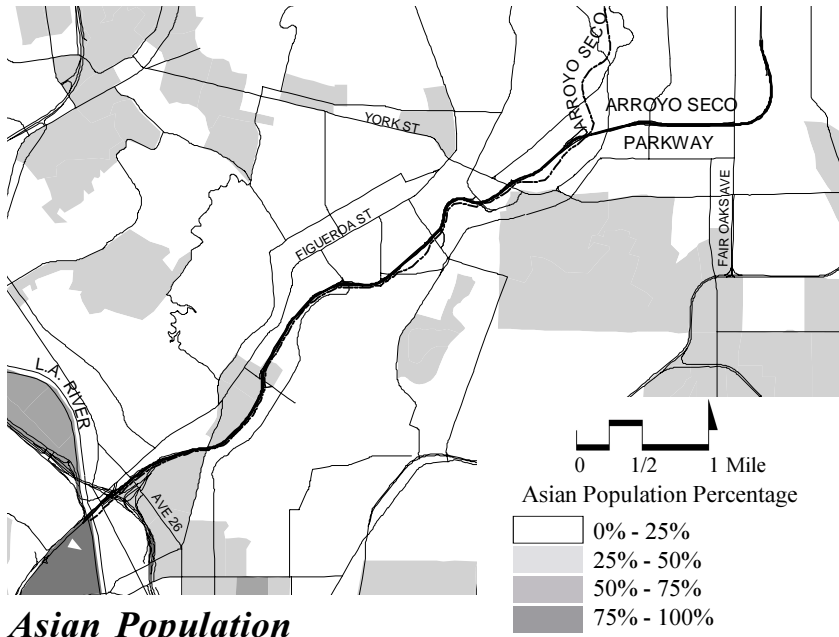 ARROYO SECO
ARROYO SECO
PARKWAY
YORK ST
FIGUEROA ST
FAIR OAKS AVE
L.A. RIVER
AVE 26
0 1/2 1 Mile
Asian Population Percentage
0% - 25%
25% - 50%
50% - 75%
75% - 100%
Asian Population